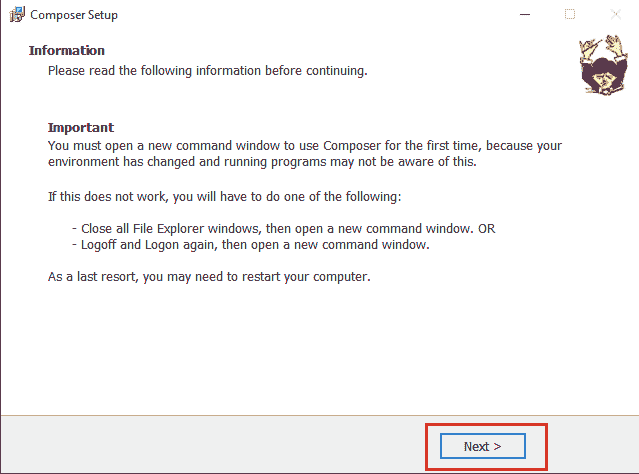 Composer Setup
Information
Please read the following information before continuing.
Important
You must open a new command window to use Composer for the first time, because your
environment has changed and running programs may not be aware of this.
If this does not work, you will have to do one of the following:
- Close all File Explorer windows, then open a new command window. OR
- Logoff and Logon again, then open a new command window.
As a last resort, you may need to restart your computer.
Next >